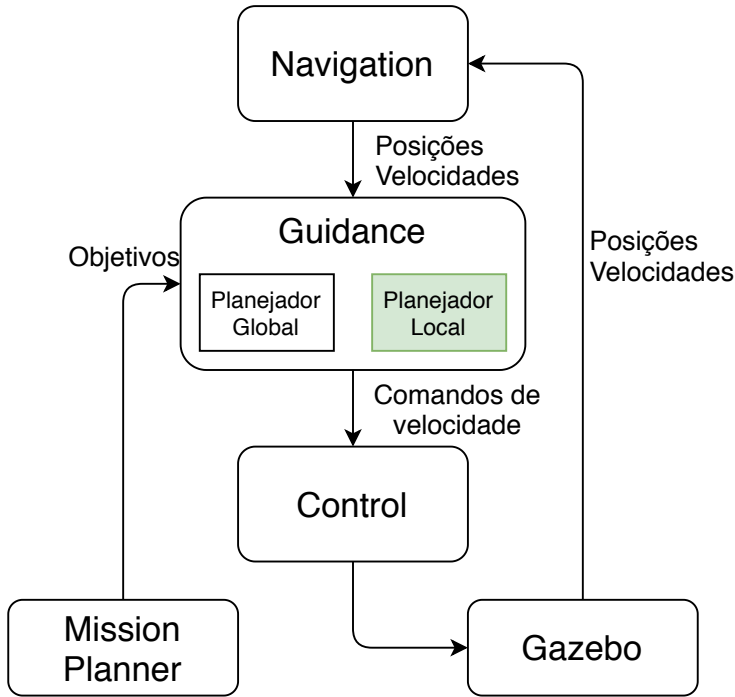 Navigation
Posições
Velocidades
Guidance
Objetivos
Planejador
Global
Planejador
Local
Posições
Velocidades
Comandos de
velocidade
Control
Mission
Planner
Gazebo